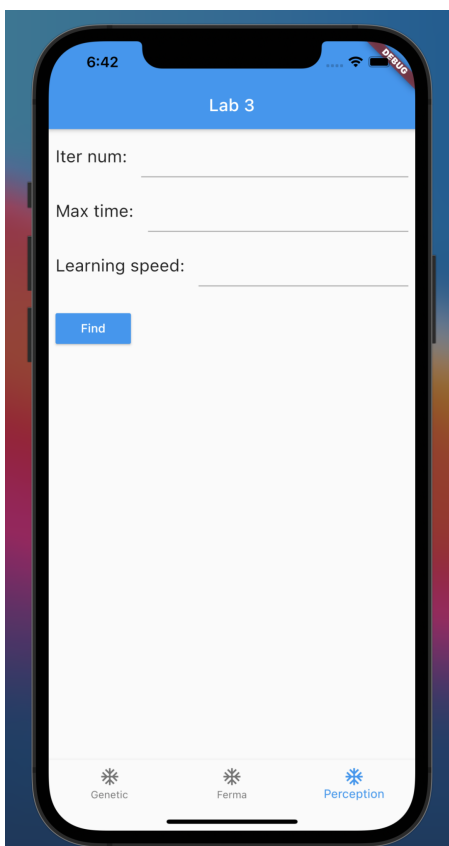 6:42
DEBUG
Lab 3
Iter num:
Max time:
Learning speed:
Find
Genetic Ferma Perception